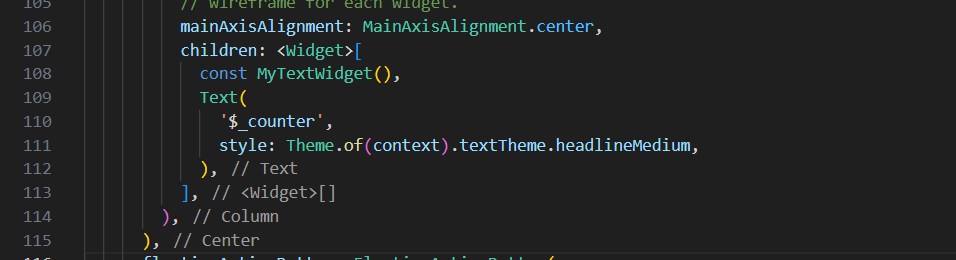 105 // wireframe for each widget.
106 mainAxisAlignment: MainAxisAlignment.center,
107 children: <Widget>[
108 const MyTextWidget(),
109 Text(
110 '$_counter',
111 style: Theme.of(context).textTheme.headlineMedium,
112 ), // Text
113 ], // <Widget>[]
114 ), // Column
115 ), // Center